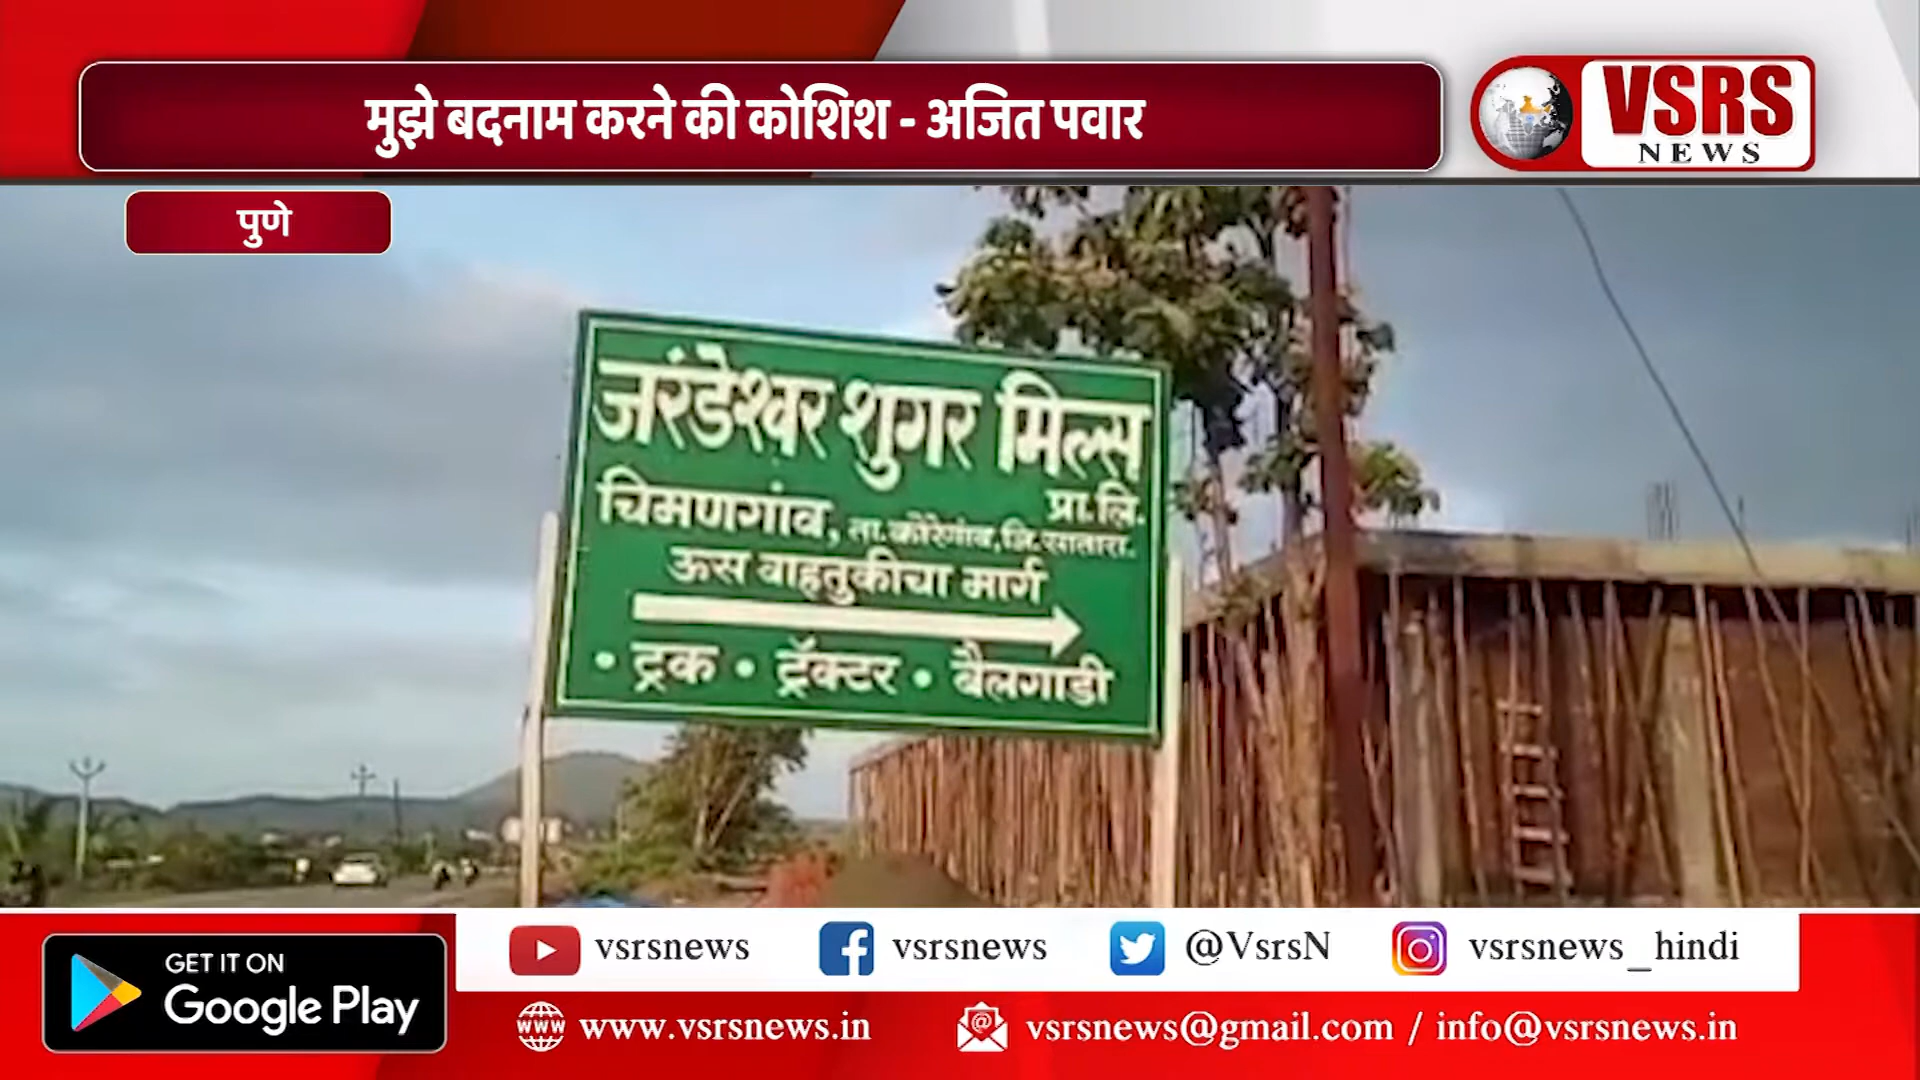 मुझे बदनाम करने की कोशिश - अजित पवार
VSRS
NEWS
पुणे
जरंडेश्वर शुगर मिल्स
प्रा.लि.
चिमणगांव, ता.कोरेगांव,जि.सातारा.
ऊस वाहतुकीचा मार्ग
• ट्रक • ट्रॅक्टर • बैलगाडी
GET IT ON
Google Play
vsrsnews
vsrsnews
@VsrsN
vsrsnews_hindi
www
www.vsrsnews.in
vsrsnews@gmail.com / info@vsrsnews.in